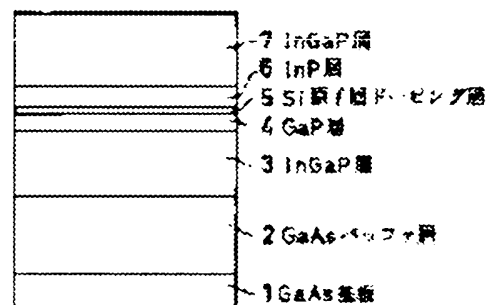 7 InGaP層
6 InP層
5 Si原子層ドーピング層
4 GaP層
3 InGaP層
2 GaAsバッファ層
1 GaAs基板